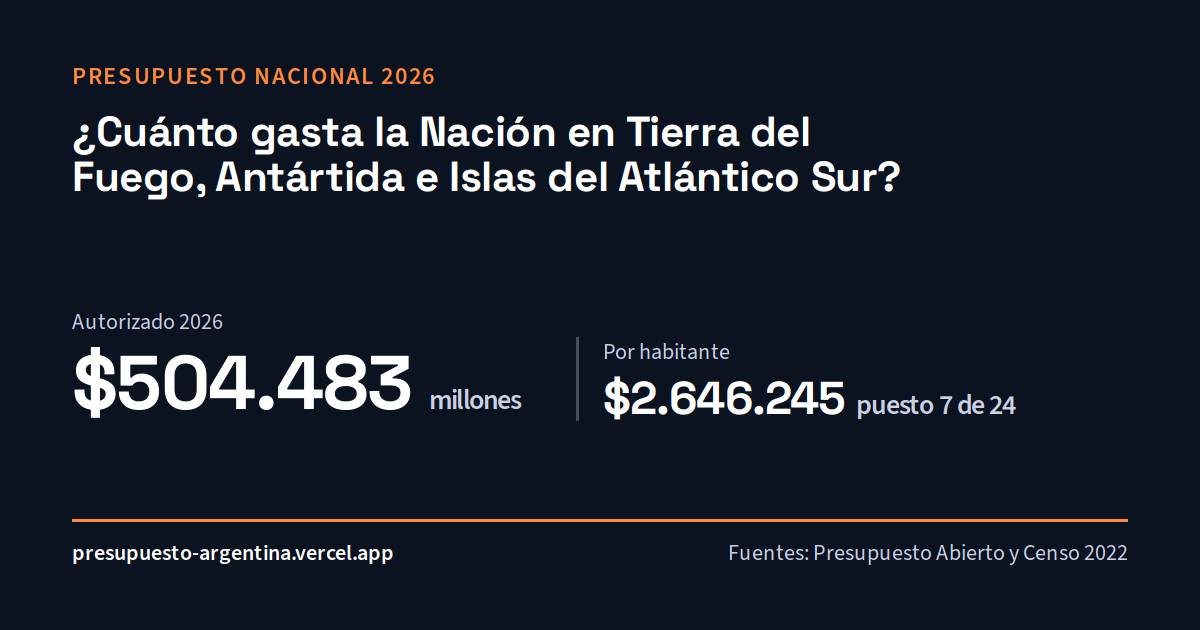 PRESUPUESTO NACIONAL 2026
¿Cuánto gasta la Nación en Tierra del
Fuego, Antártida e Islas del Atlántico Sur?
Autorizado 2026
$504.483 millones
Por habitante
$2.646.245 puesto 7 de 24
presupuesto-argentina.vercel.app
Fuentes: Presupuesto Abierto y Censo 2022